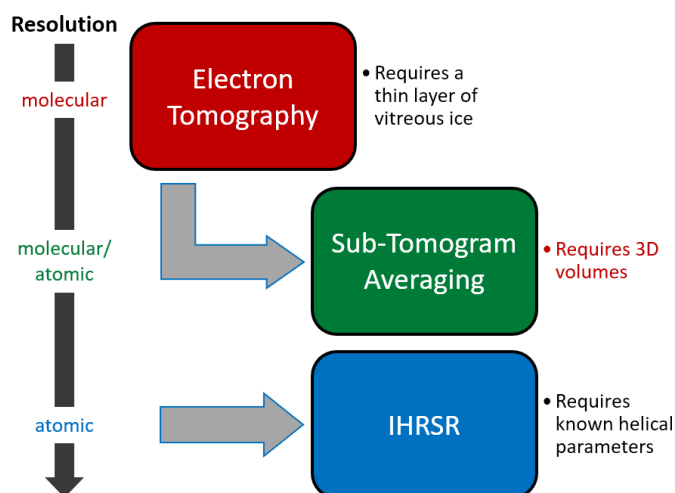 Resolution
molecular
Electron
Tomography
• Requires a
thin layer of
vitreous ice
molecular/
atomic
Sub-Tomogram
Averaging
• Requires 3D
volumes
atomic
IHRSR
• Requires
known helical
parameters